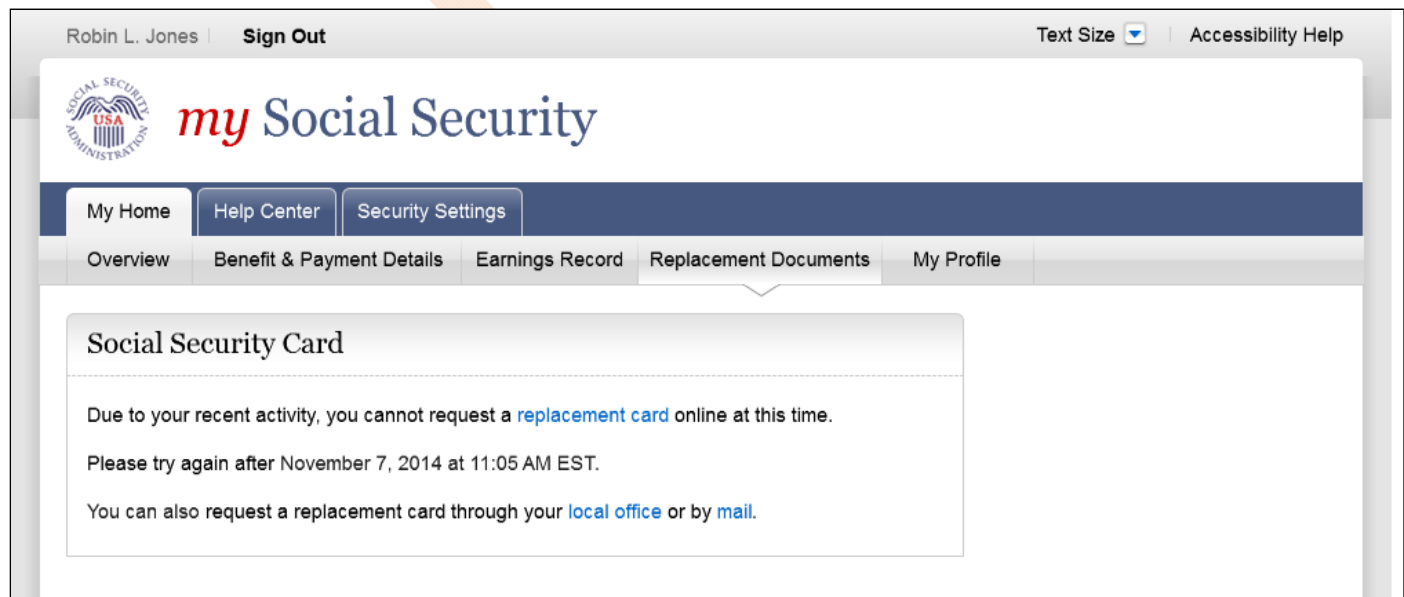 Robin L. Jones Sign Out Text Size Accessibility Help
SOCIAL SECURITY ADMINISTRATION
USA
my Social Security
My Home Help Center Security Settings
Overview Benefit & Payment Details Earnings Record Replacement Documents My Profile
Social Security Card
Due to your recent activity, you cannot request a replacement card online at this time.
Please try again after November 7, 2014 at 11:05 AM EST.
You can also request a replacement card through your local office or by mail.